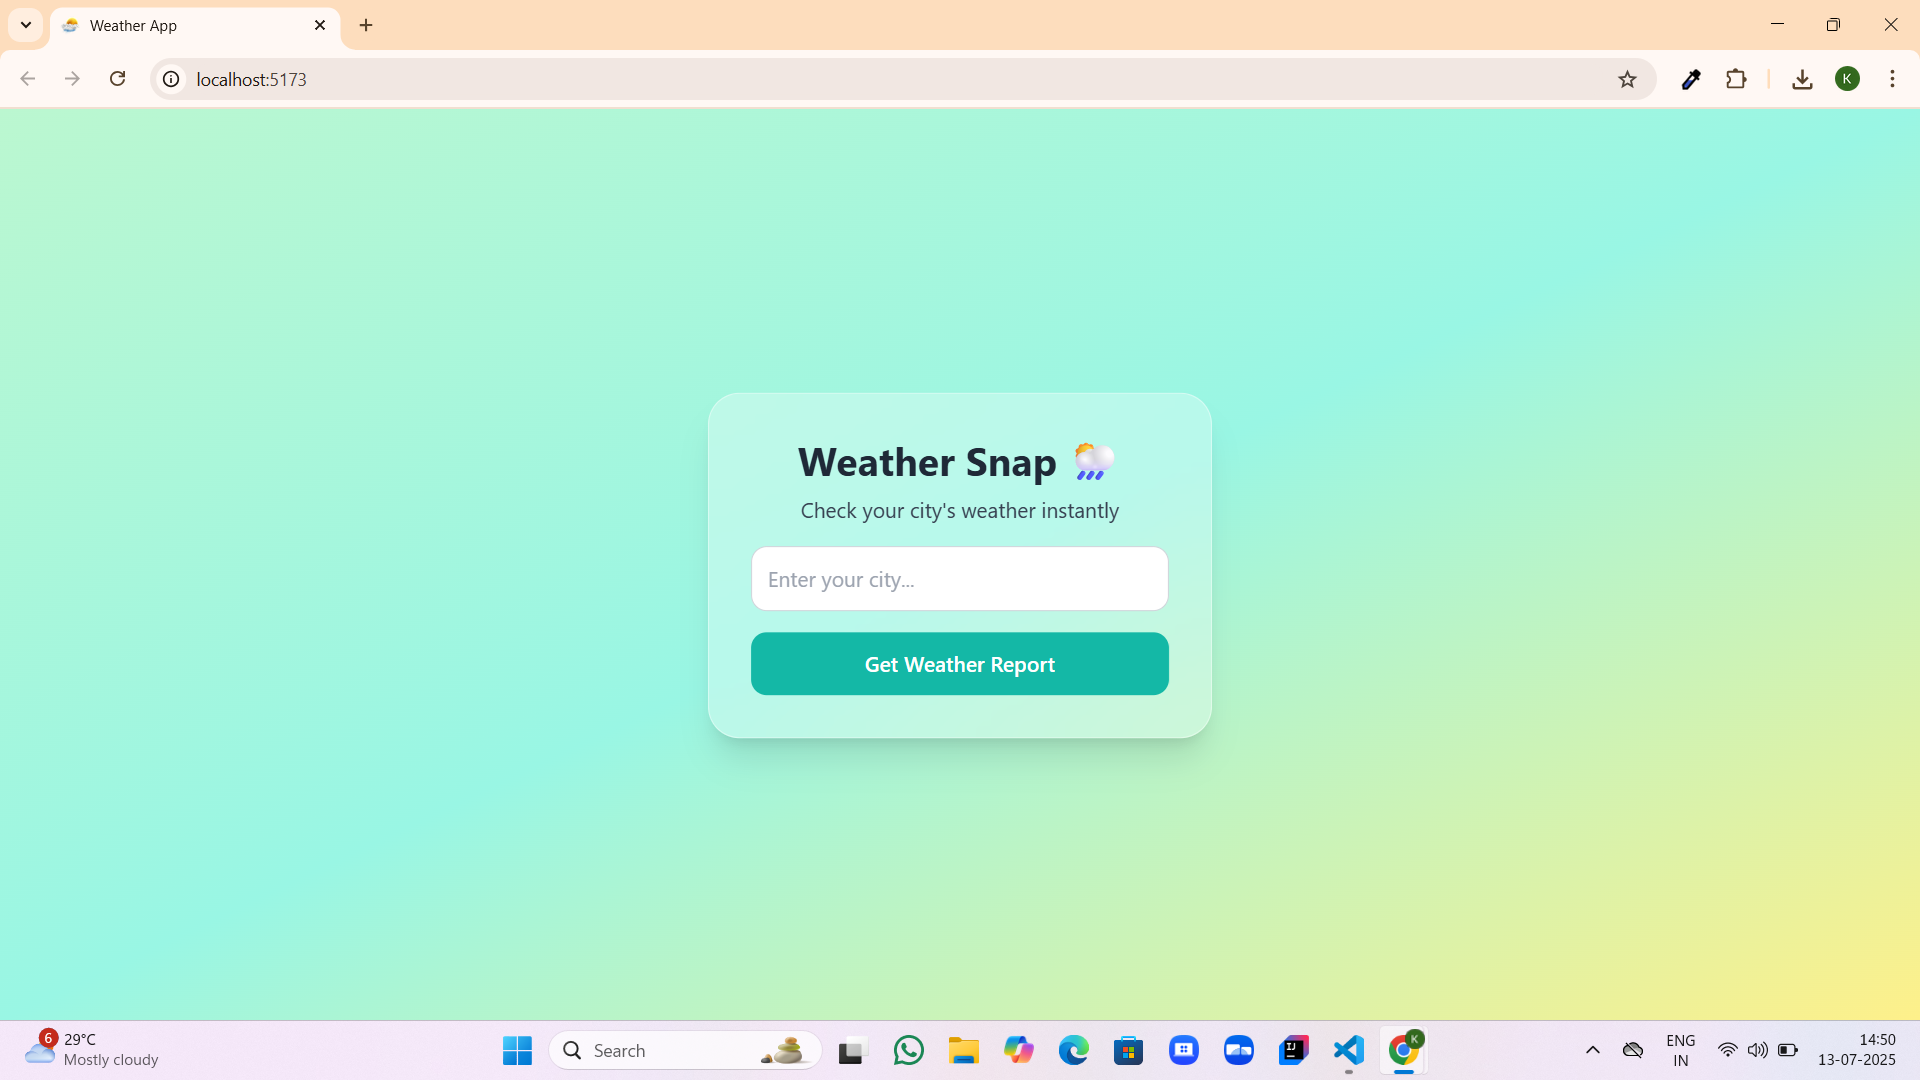 Weather App
localhost:5173
K
Weather Snap
Check your city's weather instantly
Enter your city...
Get Weather Report
6
29°C
Mostly cloudy
Search
IJ
K
ENG
IN
14:50
13-07-2025